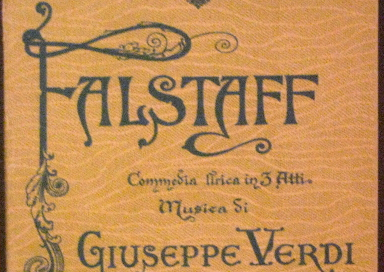 FALSTAFF
Commedia lirica in 3 Atti.
Musica di
GIUSEPPE VERDI